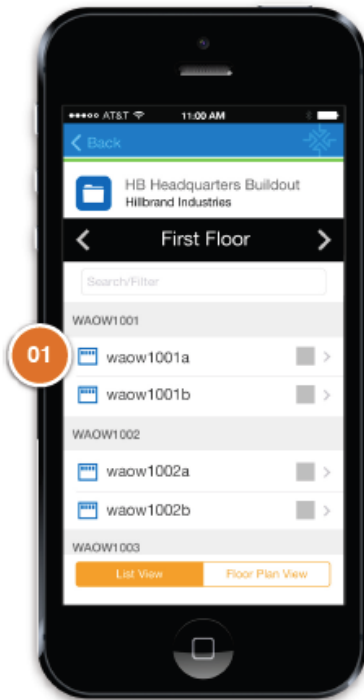 AT&T 11:00 AM
Back
HB Headquarters Buildout
Hillbrand Industries
First Floor
Search/Filter
WAOW1001
01
waow1001a
waow1001b
WAOW1002
waow1002a
waow1002b
WAOW1003
List View Floor Plan View